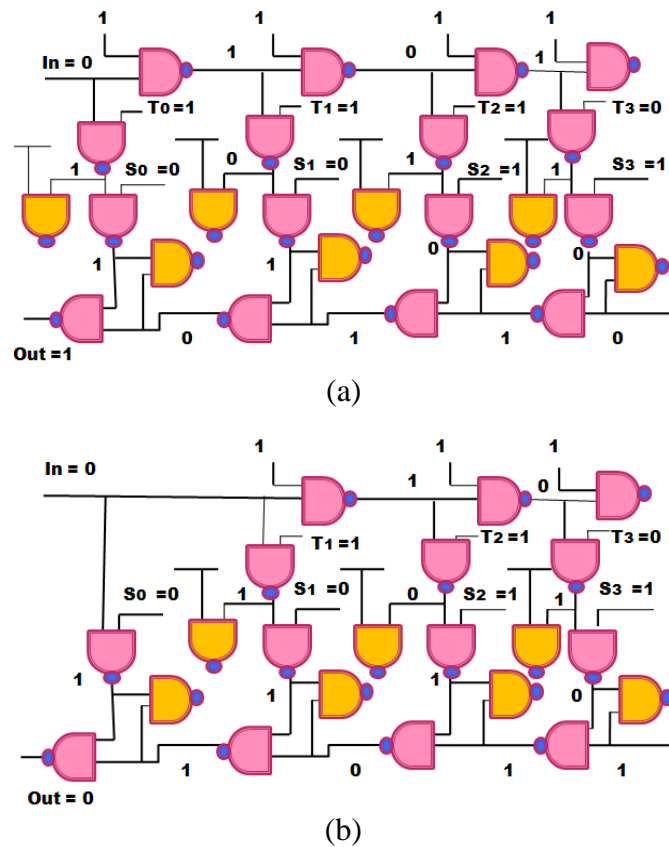 1 1 1 1
In = 0 1 0 1
T0=1 T1=1 T2=1 T3=0
1 S0=0 0 S1=0 1 S2=1 1 S3=1
1 1 0 0
0 1 1 0
Out = 1
(a)
1 1 1
In = 0 1 0
T1=1 T2=1 T3=0
S0=0 1 S1=0 0 S2=1 1 S3=1
1 1 1 0
1 0 1 1
Out = 0
(b)